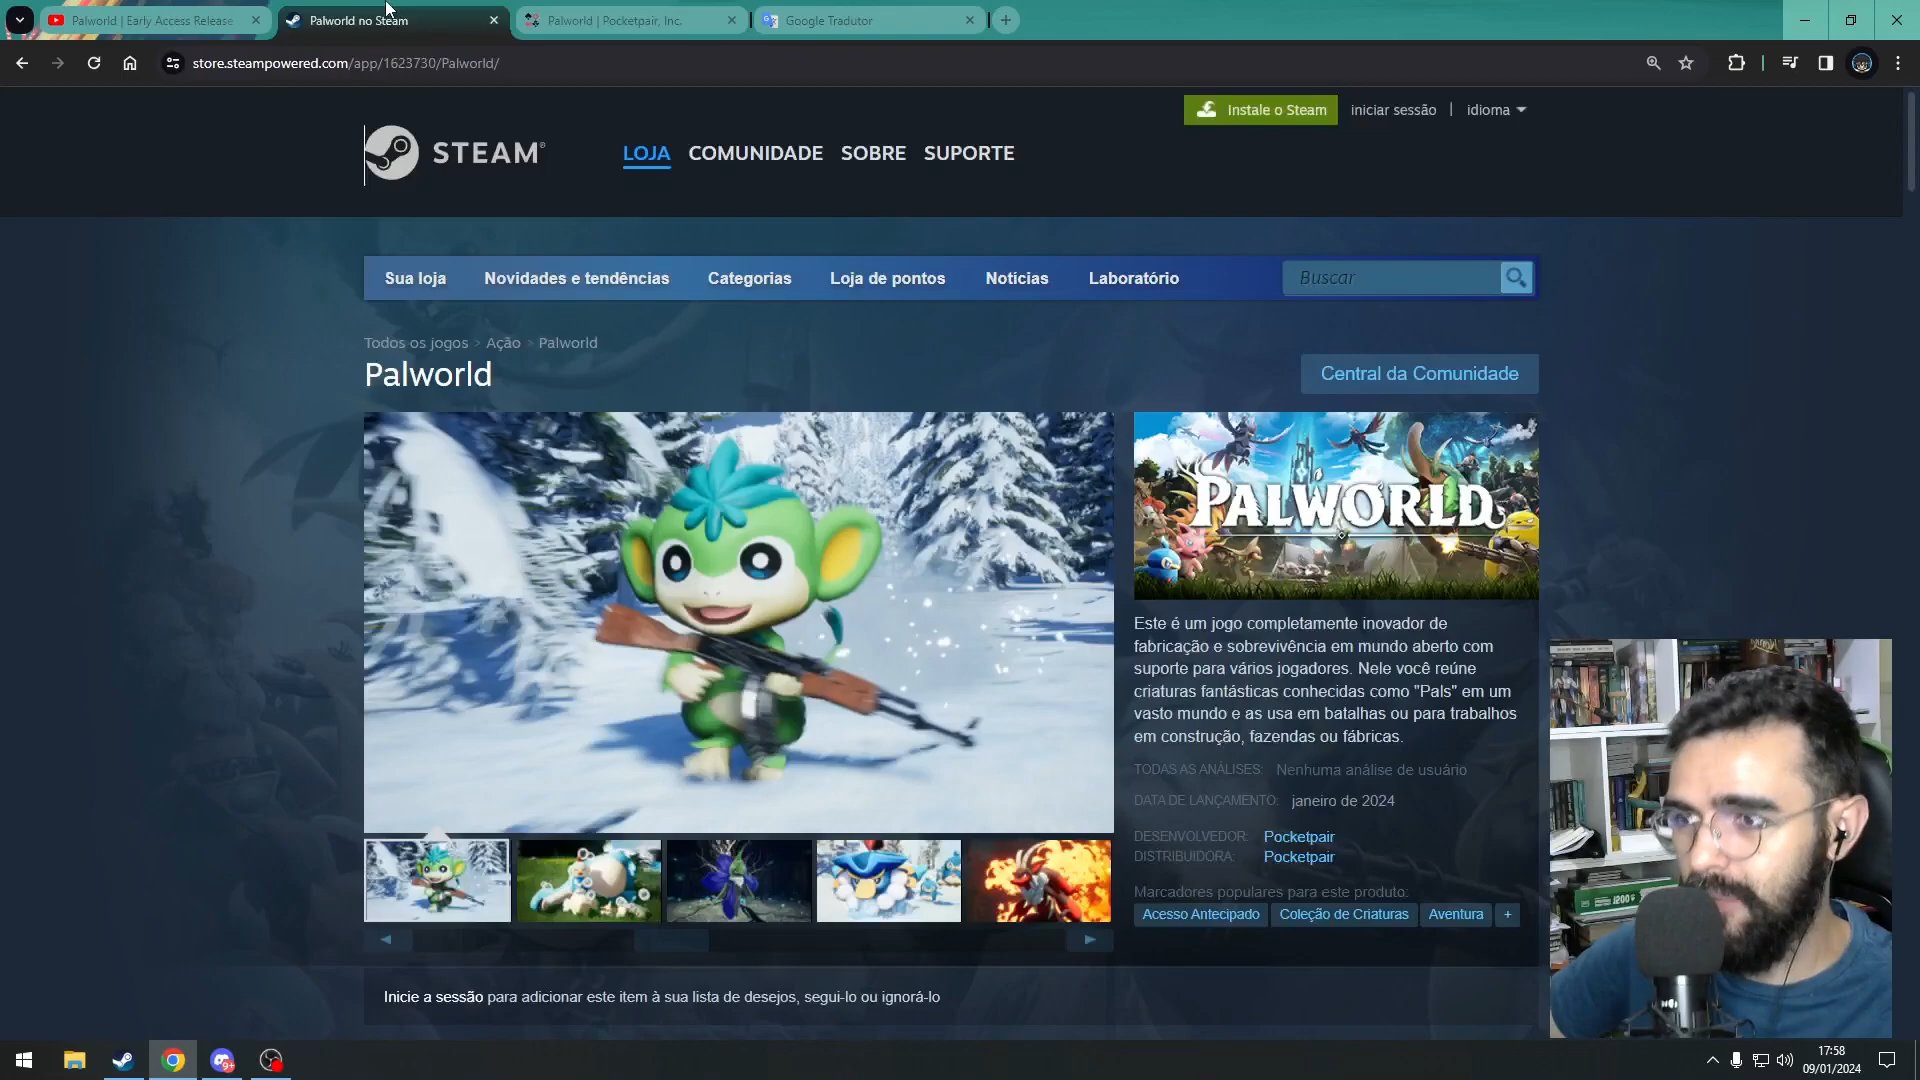 Palworld | Early Access Release
Palworld no Steam
Palworld | Pocketpair, Inc.
Google Tradutor
store.steampowered.com/app/1623730/Palworld/
Instale o Steam
iniciar sessão
|
idioma
STEAM®
LOJA
COMUNIDADE
SOBRE
SUPORTE
Sua loja
Novidades e tendências
Categorias
Loja de pontos
Notícias
Laboratório
Buscar
Todos os jogos > Ação > Palworld
Palworld
Central da Comunidade
PALWORLD
Este é um jogo completamente inovador de
fabricação e sobrevivência em mundo aberto com
suporte para vários jogadores. Nele você reúne
criaturas fantásticas conhecidas como "Pals" em um
vasto mundo e as usa em batalhas ou para trabalhos
em construção, fazendas ou fábricas.
TODAS AS ANÁLISES: Nenhuma análise de usuário
DATA DE LANÇAMENTO: janeiro de 2024
DESENVOLVEDOR: Pocketpair
DISTRIBUIDORA: Pocketpair
Marcadores populares para este produto:
Acesso Antecipado
Coleção de Criaturas
Aventura
+
Inicie a sessão para adicionar este item à sua lista de desejos, segui-lo ou ignorá-lo
9+
17:58
09/01/2024